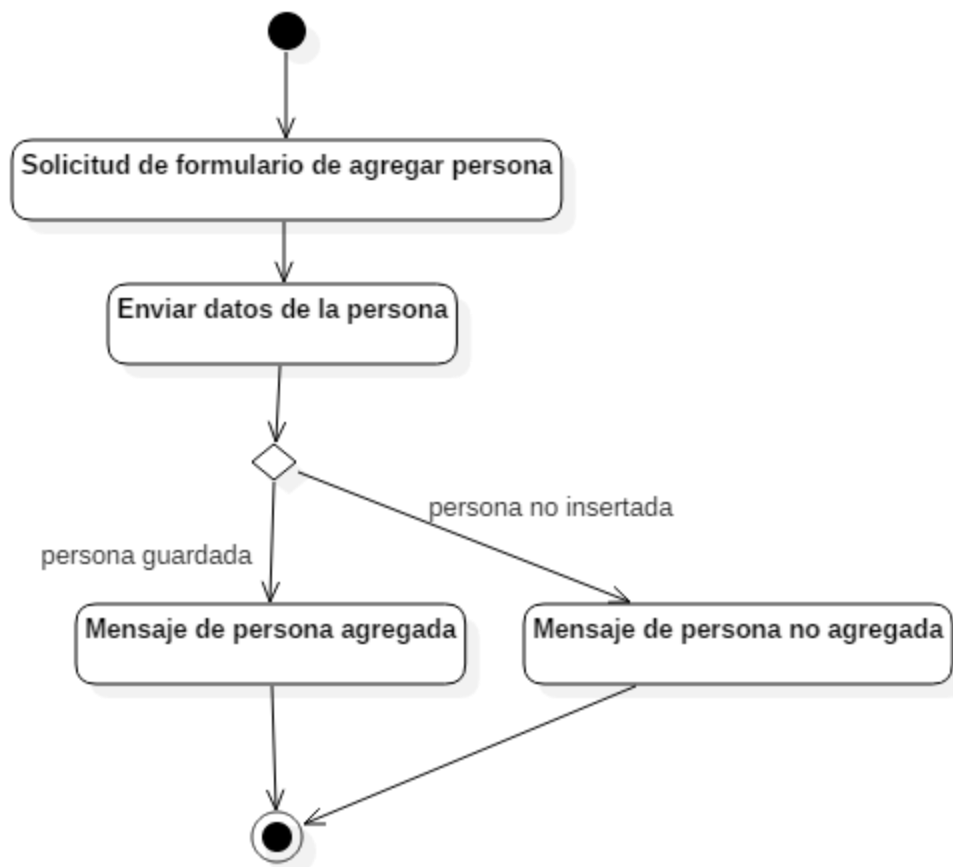 Solicitud de formulario de agregar persona
Enviar datos de la persona
persona no insertada
persona guardada
Mensaje de persona agregada
Mensaje de persona no agregada